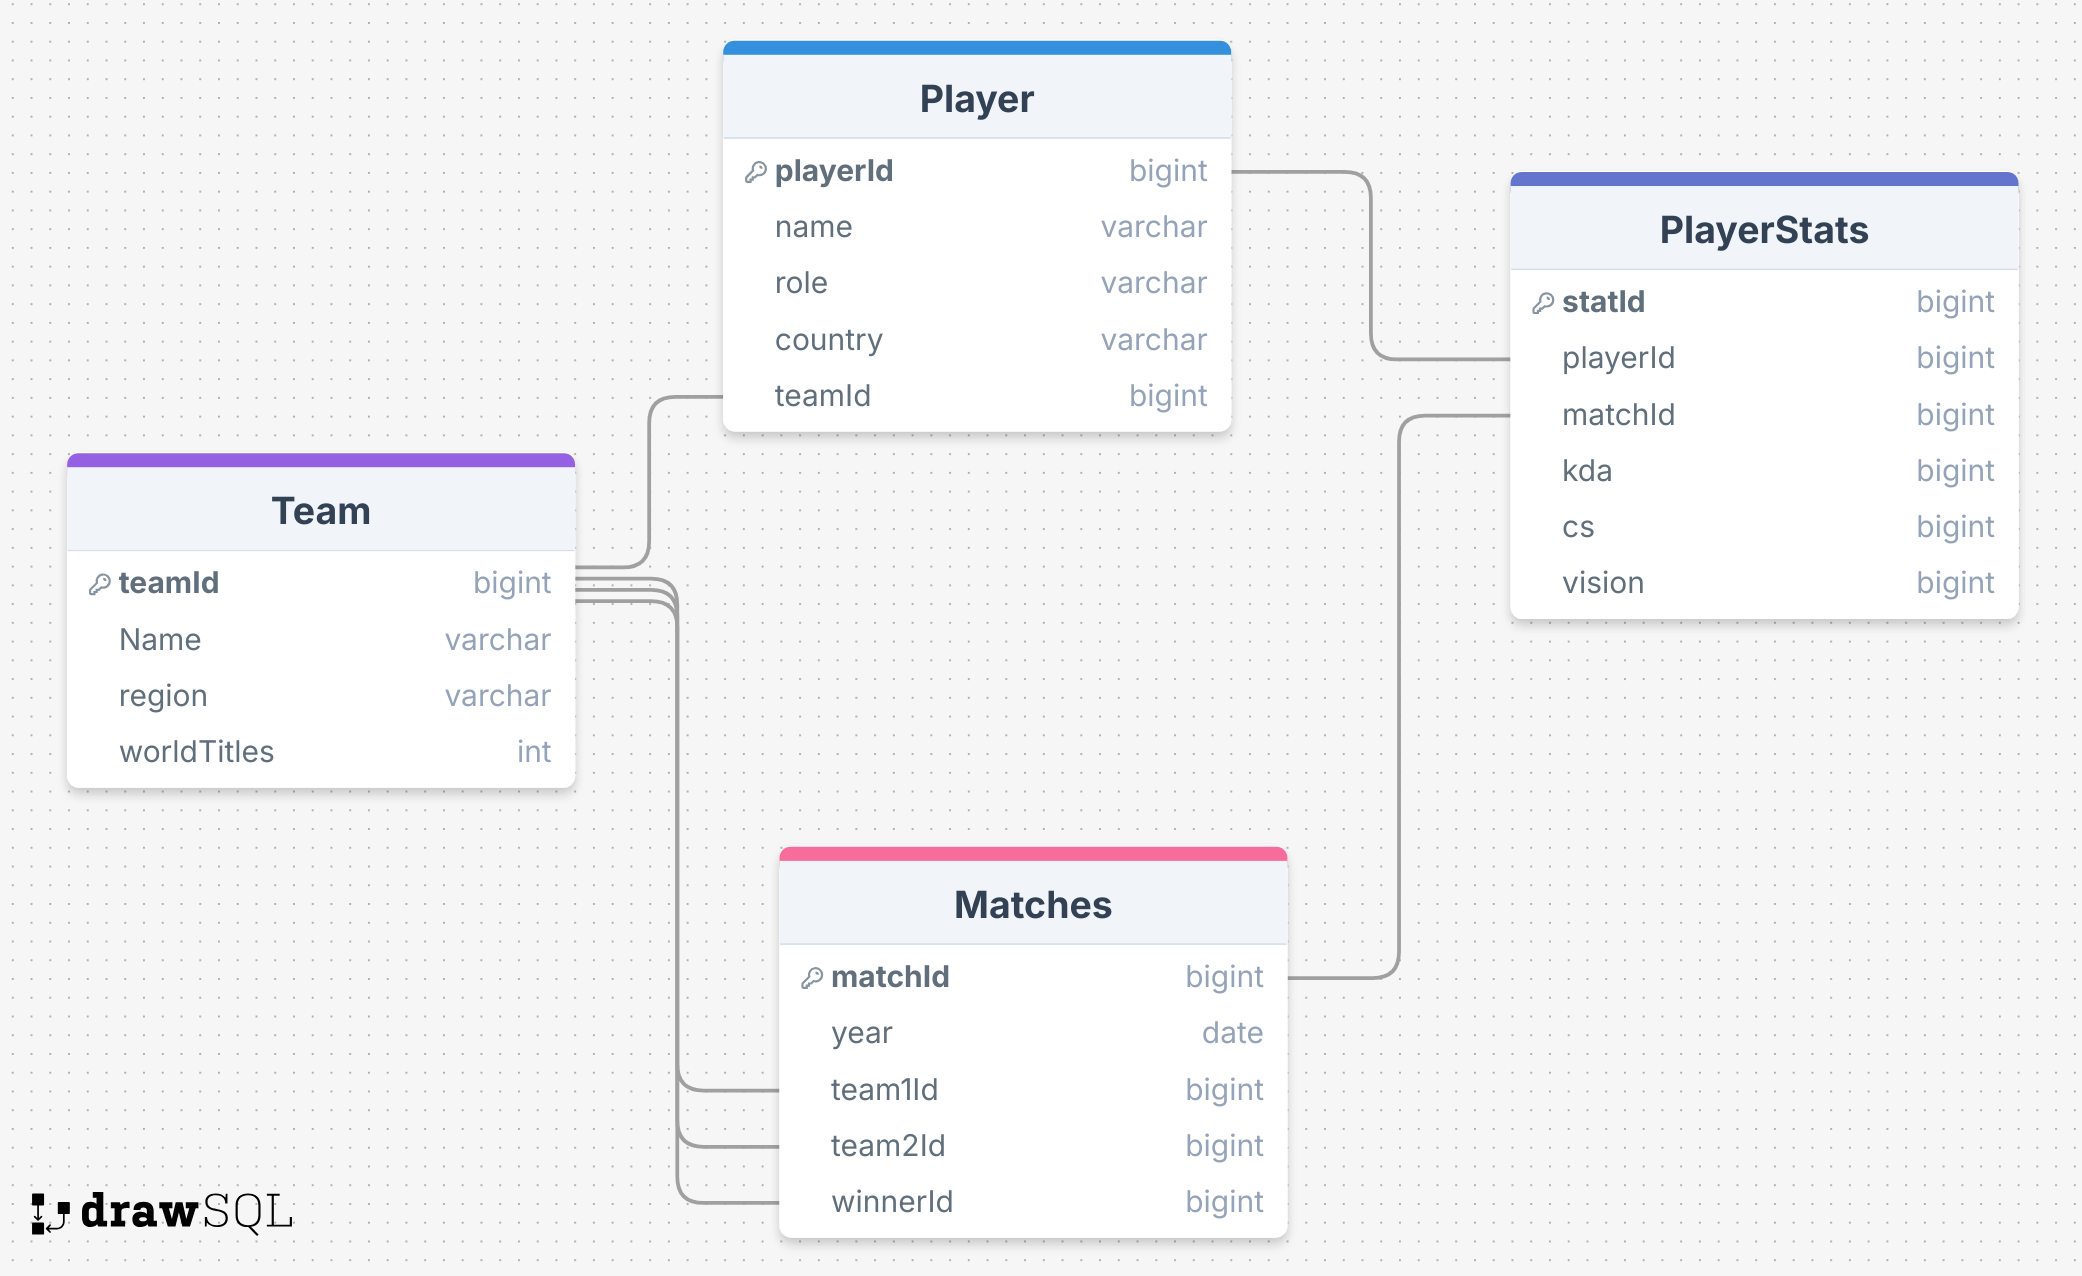 Player
playerId bigint
name varchar
role varchar
country varchar
teamId bigint
PlayerStats
statId bigint
playerId bigint
matchId bigint
kda bigint
cs bigint
vision bigint
Team
teamId bigint
Name varchar
region varchar
worldTitles int
Matches
matchId bigint
year date
team1Id bigint
team2Id bigint
winnerId bigint
drawSQL